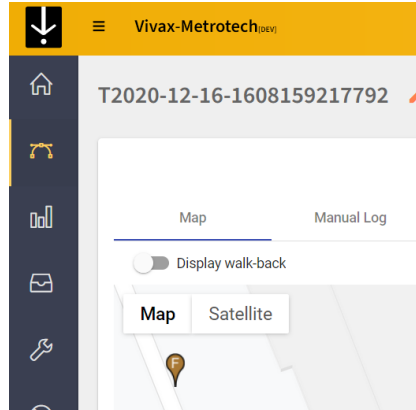 Vivax-Metrotech[DEV]
T2020-12-16-1608159217792
Map Manual Log
Display walk-back
Map Satellite
F